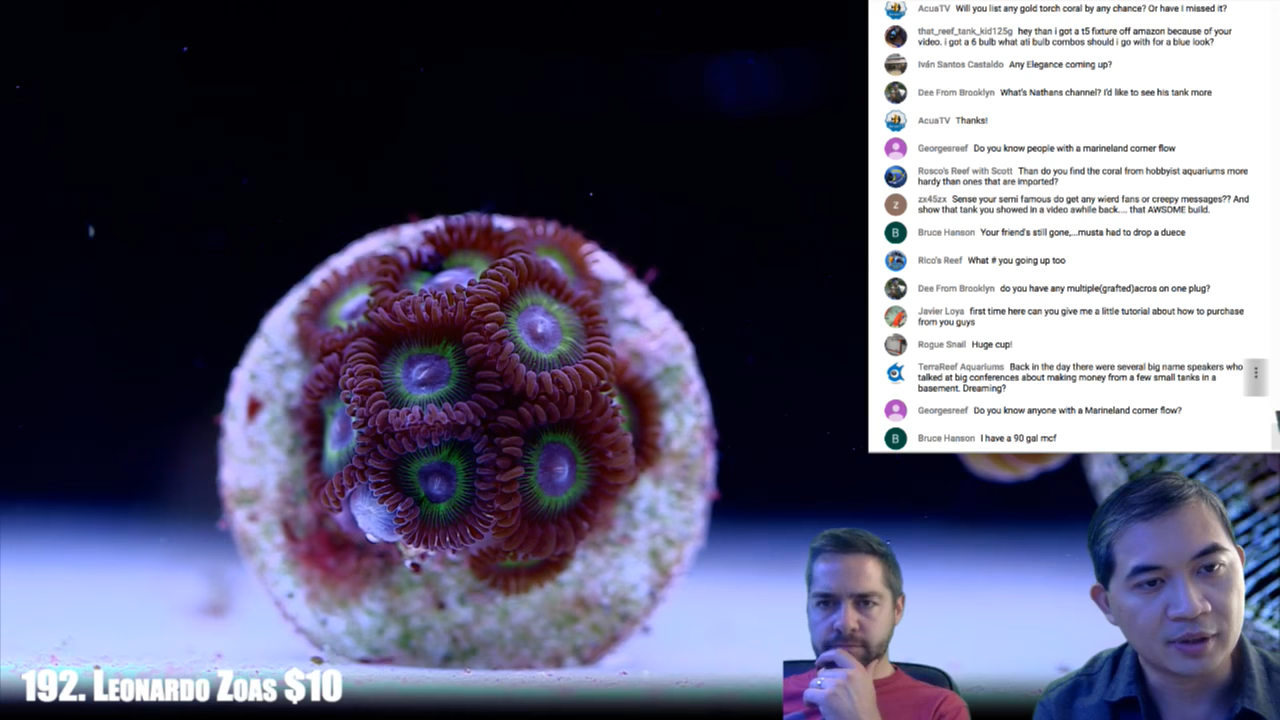 AcuaTV Will you list any gold torch coral by any chance? Or have I missed it?
that_reef_tank_kid125g hey than i got a t5 fixture off amazon because of your
video. i got a 6 bulb what ati bulb combos should i go with for a blue look?
Iván Santos Castaldo Any Elegance coming up?
Dee From Brooklyn What's Nathans channel? I'd like to see his tank more
AcuaTV Thanks!
Georgesreef Do you know people with a marineland corner flow
Rosco's Reef with Scott Than do you find the coral from hobbyist aquariums more
hardy than ones that are imported?
z
zx45zx Sense your semi famous do get any wierd fans or creepy messages?? And
show that tank you showed in a video awhile back.... that AWSOME build.
B
Bruce Hanson Your friend's still gone,...musta had to drop a duece
Rico's Reef What # you going up too
Dee From Brooklyn do you have any multiple(grafted)acros on one plug?
Javier Loya first time here can you give me a little tutorial about how to purchase
from you guys
Rogue Snail Huge cup!
TerraReef Aquariums Back in the day there were several big name speakers who
talked at big conferences about making money from a few small tanks in a
basement. Dreaming?
Georgesreef Do you know anyone with a Marineland corner flow?
B
Bruce Hanson I have a 90 gal mcf
192. Leonardo Zoas $10